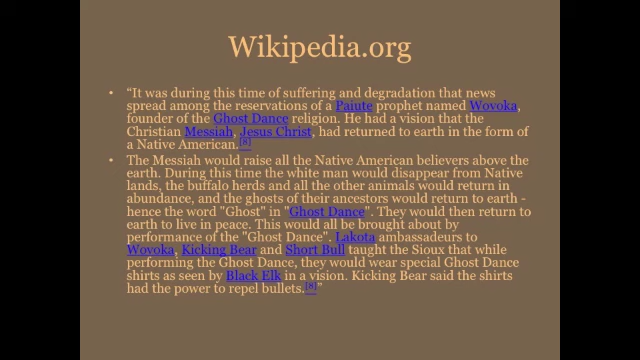 Wikipedia.org
• “It was during this time of suffering and degradation that news
spread among the reservations of a Paiute prophet named Wovoka,
founder of the Ghost Dance religion. He had a vision that the
Christian Messiah, Jesus Christ, had returned to earth in the form of
a Native American.[8]
• The Messiah would raise all the Native American believers above the
earth. During this time the white man would disappear from Native
lands, the buffalo herds and all the other animals would return in
abundance, and the ghosts of their ancestors would return to earth -
hence the word "Ghost" in "Ghost Dance". They would then return to
earth to live in peace. This would all be brought about by
performance of the "Ghost Dance". Lakota ambassadeurs to
Wovoka, Kicking Bear and Short Bull taught the Sioux that while
performing the Ghost Dance, they would wear special Ghost Dance
shirts as seen by Black Elk in a vision. Kicking Bear said the shirts
had the power to repel bullets.[8]”